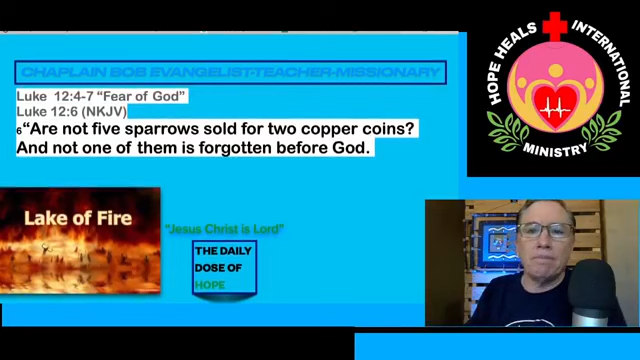 CHAPLAIN BOB EVANGELIST-TEACHER-MISSIONARY
Luke 12:4-7 “Fear of God”
Luke 12:6 (NKJV)
6“Are not five sparrows sold for two copper coins?
And not one of them is forgotten before God.
Lake of Fire
“Jesus Christ is Lord”
THE DAILY
DOSE OF
HOPE
HOPE HEALS INTERNATIONAL
MINISTRY